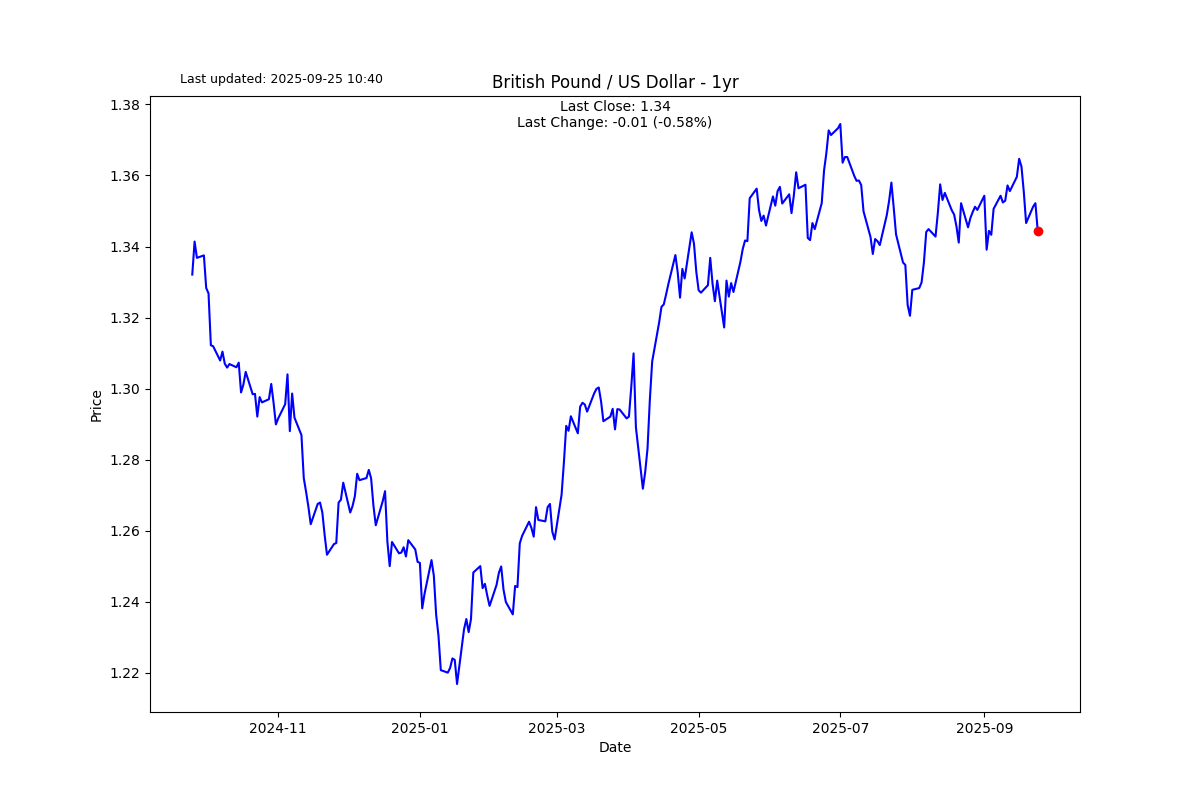 Last updated: 2025-09-25 10:40
British Pound / US Dollar - 1yr
Last Close: 1.34
Last Change: -0.01 (-0.58%)
Price
1.38
1.36
1.34
1.32
1.30
1.28
1.26
1.24
1.22
2024-11
2025-01
2025-03
2025-05
2025-07
2025-09
Date